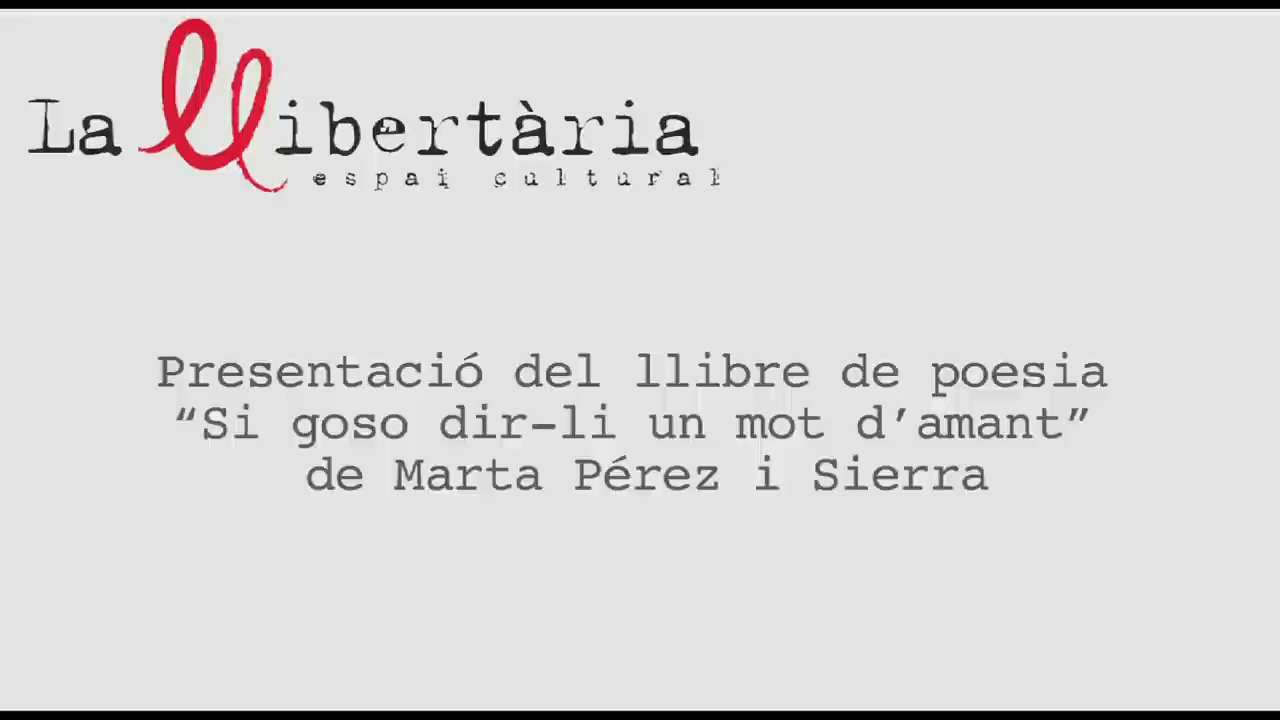 La Llibertària
espai cultural
Presentació del llibre de poesia
“Si goso dir-li un mot d’amant”
de Marta Pérez i Sierra